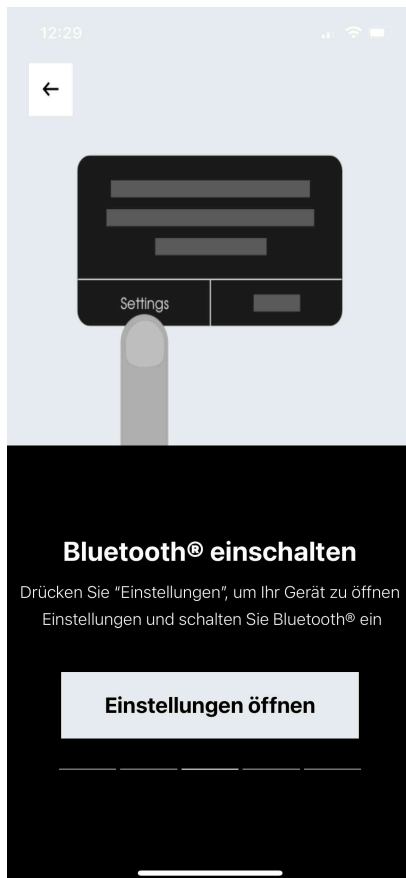 12:29
Settings
Bluetooth® einschalten
Drücken Sie “Einstellungen”, um Ihr Gerät zu öffnen
Einstellungen und schalten Sie Bluetooth® ein
Einstellungen öffnen